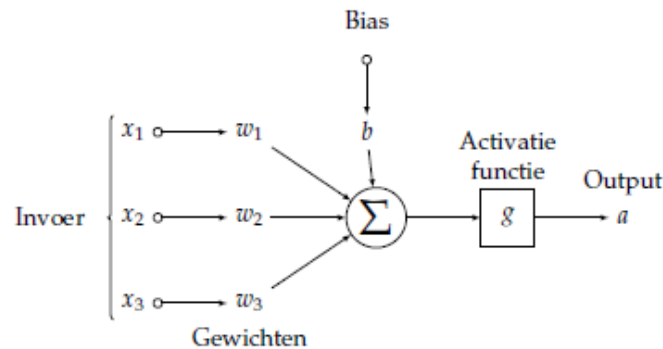 Bias
x1 w1 b
Activatie
functie
Output
Invoer x2 w2 Σ g a
x3 w3
Gewichten